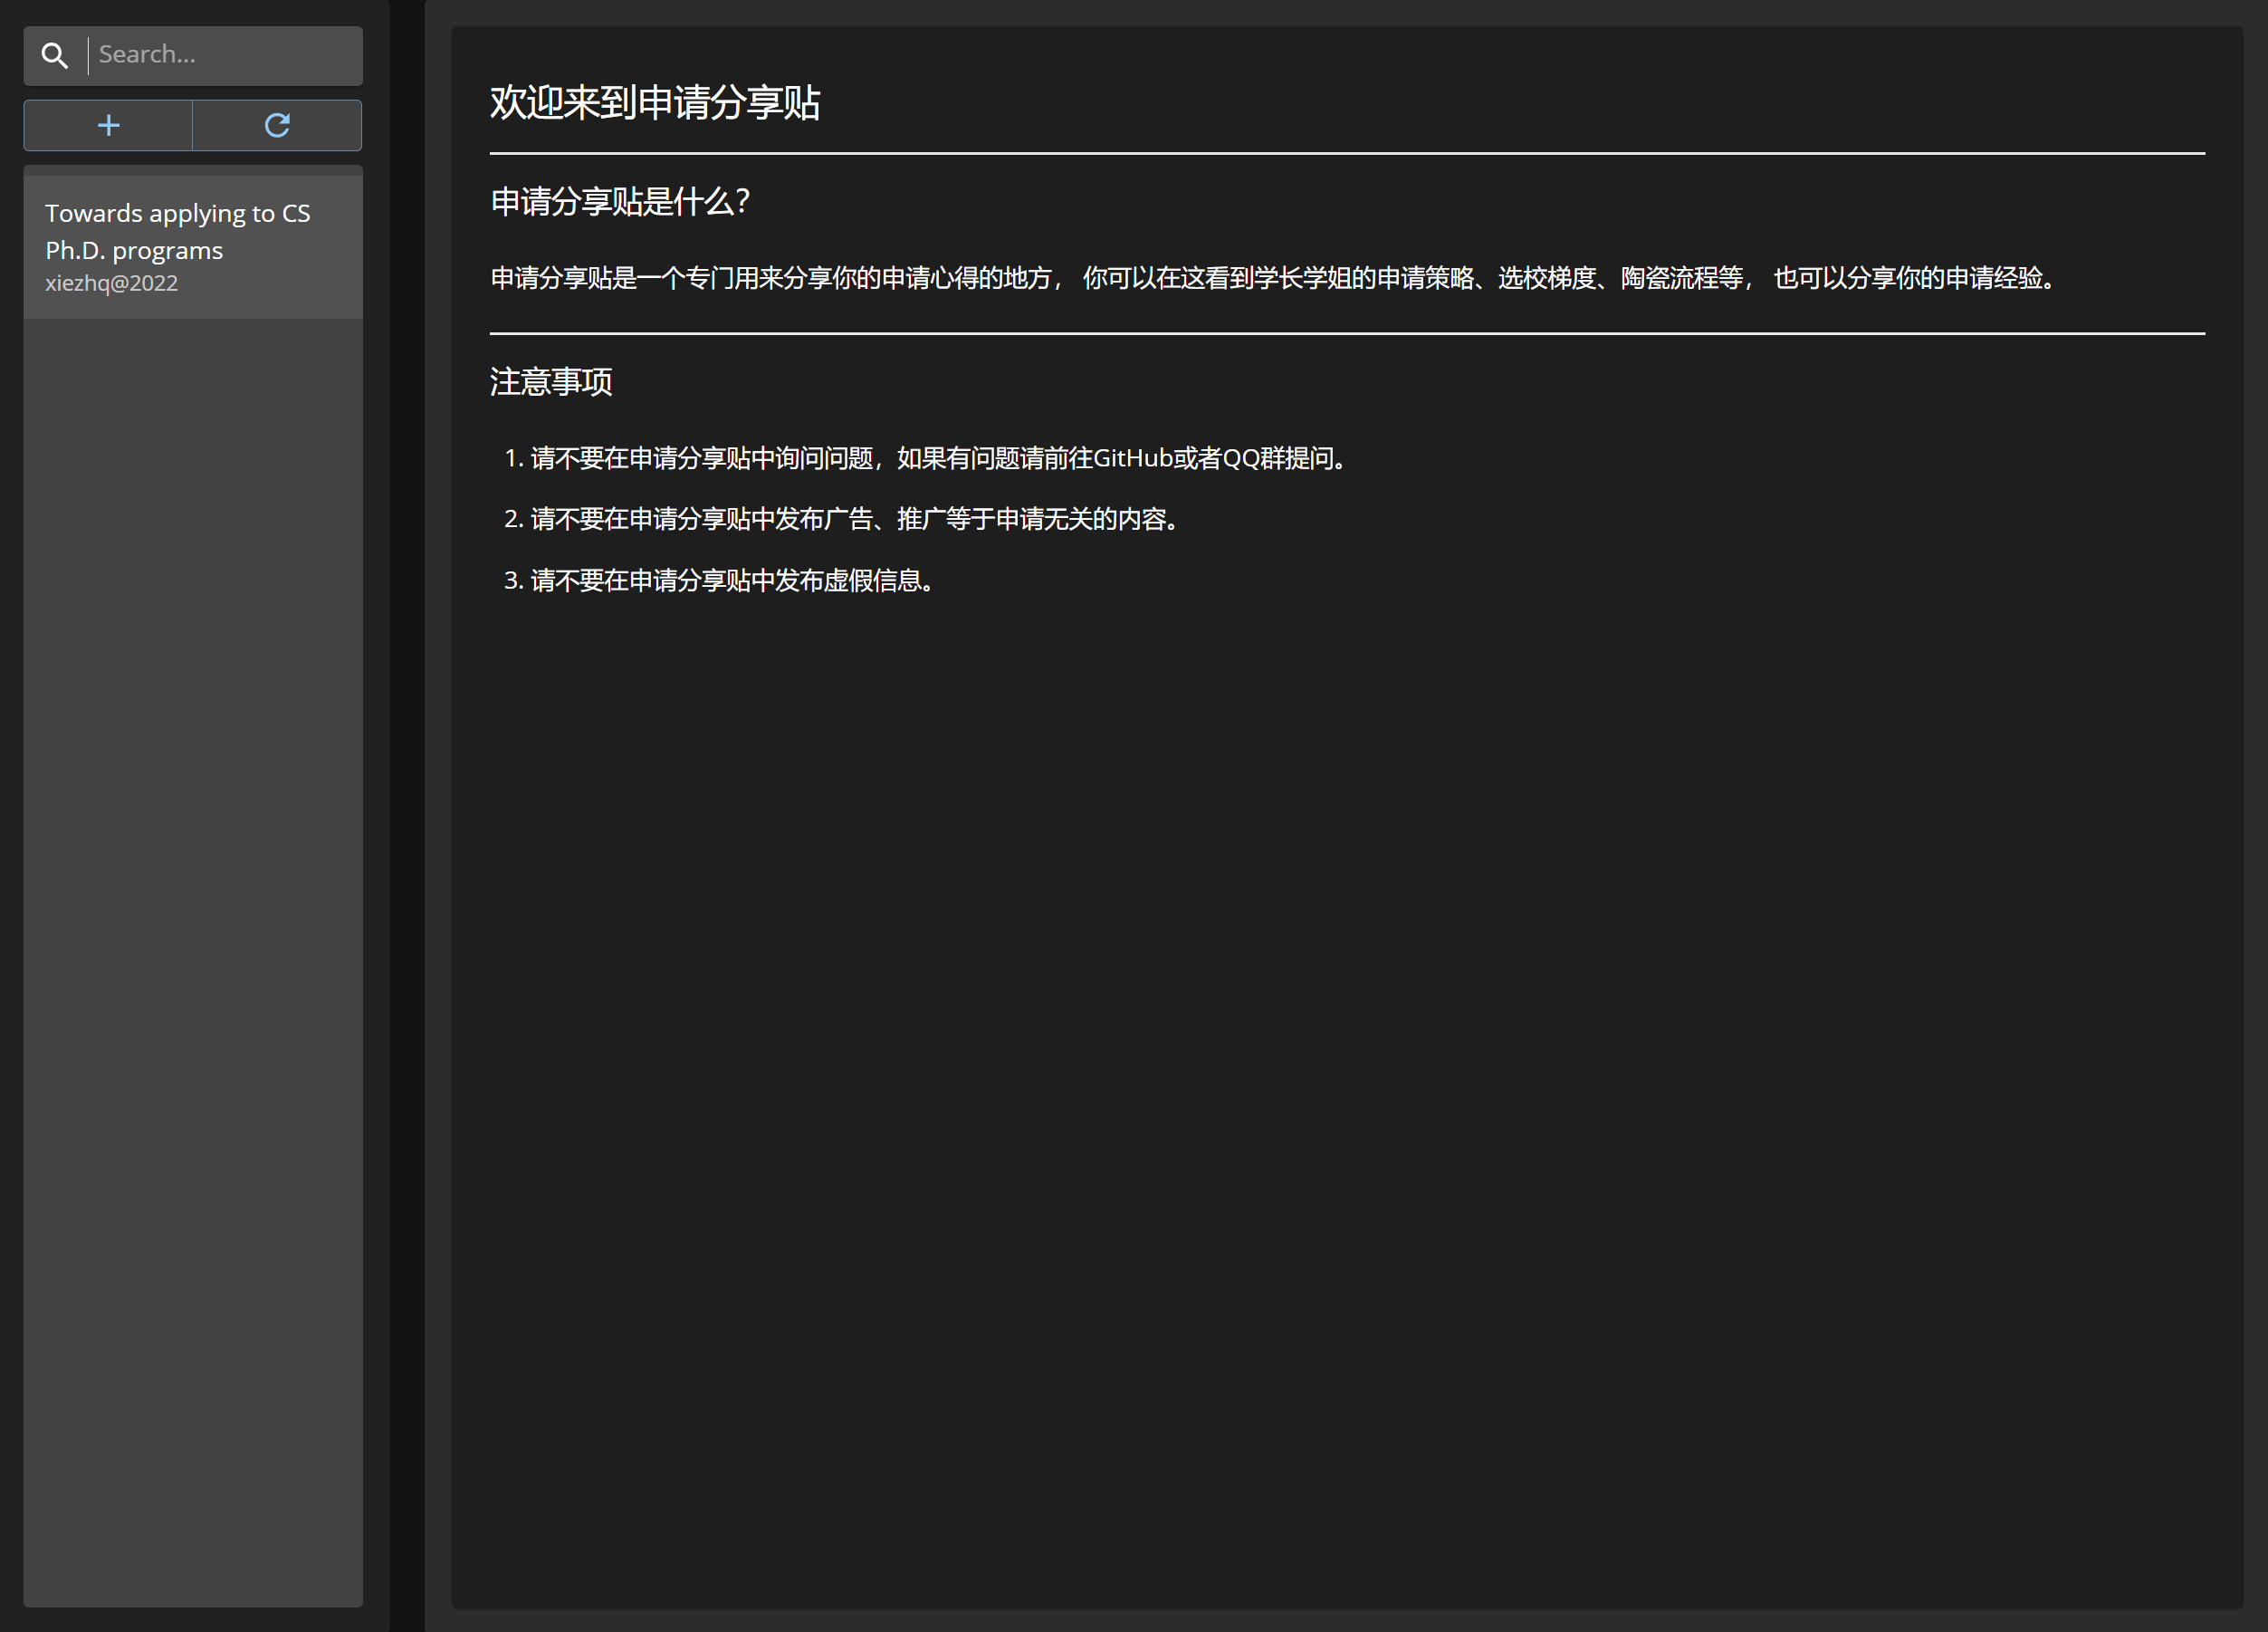 Search...
Towards applying to CS
Ph.D. programs
xiezhq@2022
欢迎来到申请分享贴
申请分享贴是什么？
申请分享贴是一个专门用来分享你的申请心得的地方， 你可以在这看到学长学姐的申请策略、选校梯度、陶瓷流程等， 也可以分享你的申请经验。
注意事项
1. 请不要在申请分享贴中询问问题，如果有问题请前往GitHub或者QQ群提问。
2. 请不要在申请分享贴中发布广告、推广等于申请无关的内容。
3. 请不要在申请分享贴中发布虚假信息。